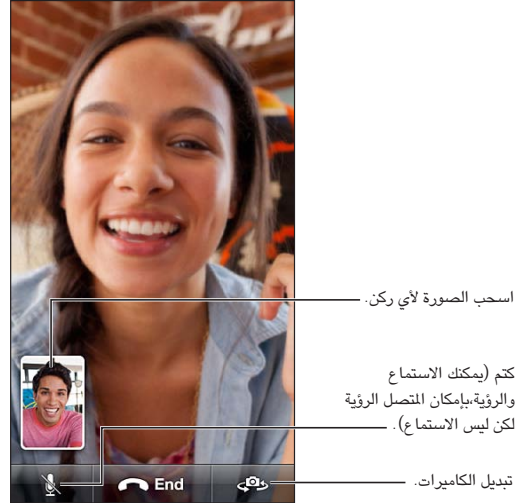 اسحب الصورة لأي ركن.
كتم (يمكنك الاستماع
والرؤية،بإمكان المتصل الرؤية
لكن ليس الاستماع).
End
تبديل الكاميرات.